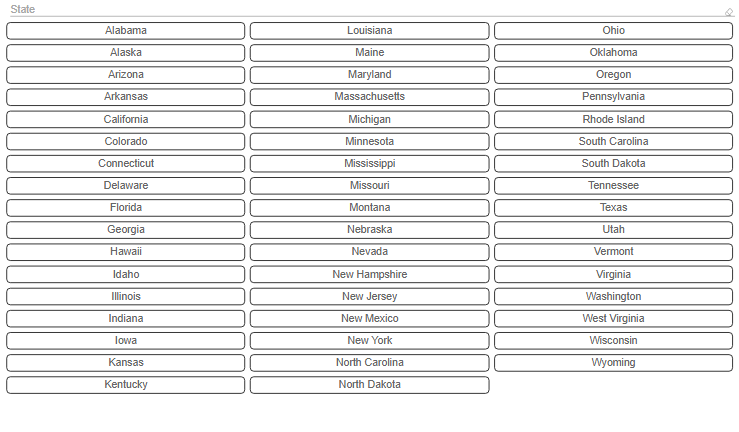 State
Alabama
Alaska
Arizona
Arkansas
California
Colorado
Connecticut
Delaware
Florida
Georgia
Hawaii
Idaho
Illinois
Indiana
Iowa
Kansas
Kentucky
Louisiana
Maine
Maryland
Massachusetts
Michigan
Minnesota
Mississippi
Missouri
Montana
Nebraska
Nevada
New Hampshire
New Jersey
New Mexico
New York
North Carolina
North Dakota
Ohio
Oklahoma
Oregon
Pennsylvania
Rhode Island
South Carolina
South Dakota
Tennessee
Texas
Utah
Vermont
Virginia
Washington
West Virginia
Wisconsin
Wyoming